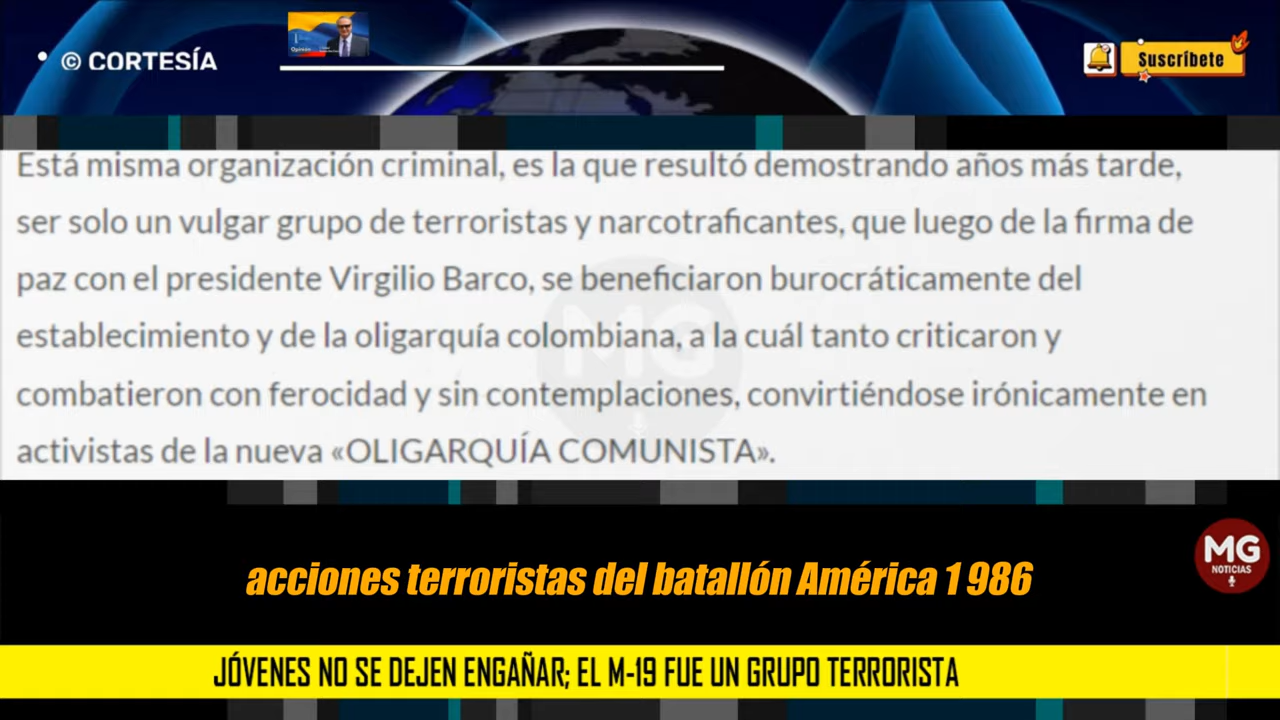 © CORTESÍA
Opinión
Suscríbete
Está misma organización criminal, es la que resultó demostrando años más tarde,
ser solo un vulgar grupo de terroristas y narcotraficantes, que luego de la firma de
paz con el presidente Virgilio Barco, se beneficiaron burocráticamente del
establecimiento y de la oligarquía colombiana, a la cuál tanto criticaron y
combatieron con ferocidad y sin contemplaciones, convirtiéndose irónicamente en
activistas de la nueva «OLIGARQUÍA COMUNISTA».
MG
acciones terroristas del batallón América 1 986
MG
NOTICIAS
JÓVENES NO SE DEJEN ENGAÑAR; EL M-19 FUE UN GRUPO TERRORISTA